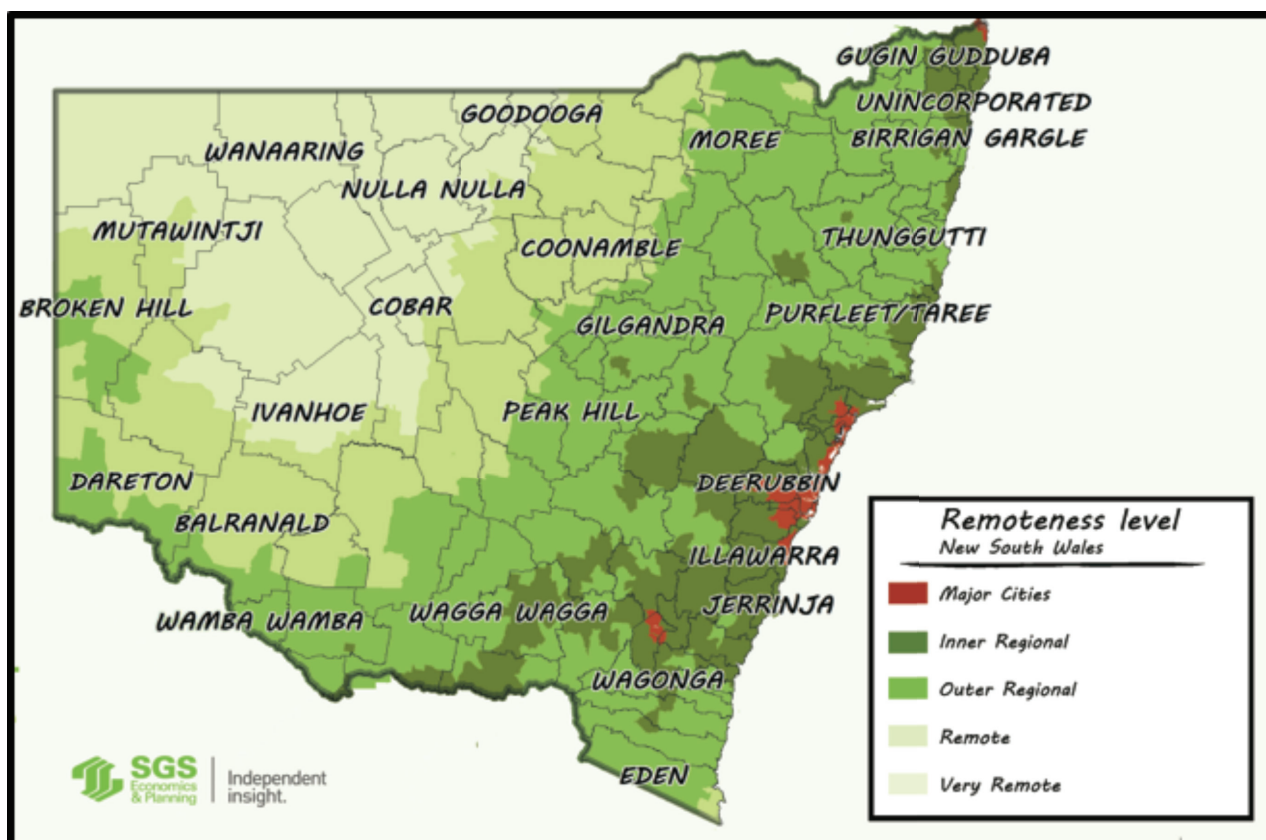 GUGIN GUDDUBA
UNINCORPORATED
GOODOOGA
MOREE
BIRRIGAN GARGLE
WANAARING
NULLA NULLA
MUTAWINTJI
COONAMBLE
THUNGGUTTI
BROKEN HILL
COBAR
GILGANDRA
PURFLEET/TAREE
IVANHOE
PEAK HILL
DARETON
DEERUBBIN
BALRANALD
ILLAWARRA
WAMBA WAMBA
WAGGA WAGGA
JERRINJA
WAGONGA
EDEN
Remoteness level
New South Wales
Major Cities
Inner Regional
Outer Regional
Remote
Very Remote
SGS
Economics
& Planning
Independent
insight.